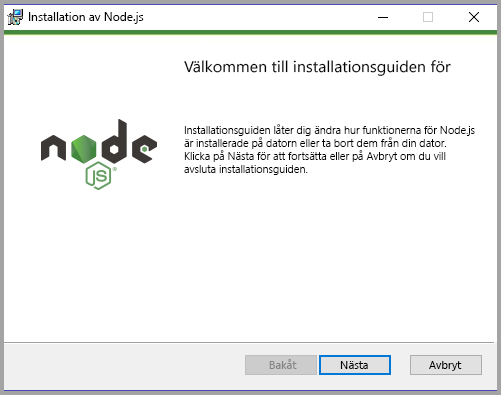 Installation av Node.js
Välkommen till installationsguiden för
Installationsguiden låter dig ändra hur funktionerna för Node.js
är installerade på datorn eller ta bort dem från din dator.
Klicka på Nästa för att fortsätta eller på Avbryt om du vill
avsluta installationsguiden.
node
JS®
Bakåt
Nästa
Avbryt